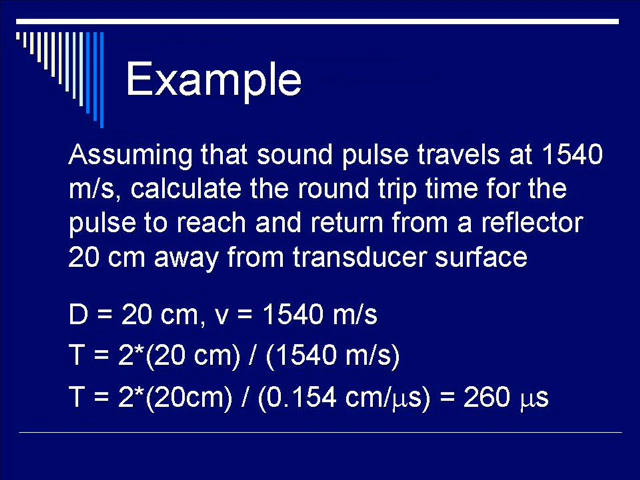 Example
Assuming that sound pulse travels at 1540
m/s, calculate the round trip time for the
pulse to reach and return from a reflector
20 cm away from transducer surface
D = 20 cm, v = 1540 m/s
T = 2*(20 cm) / (1540 m/s)
T = 2*(20cm) / (0.154 cm/μs) = 260 μs